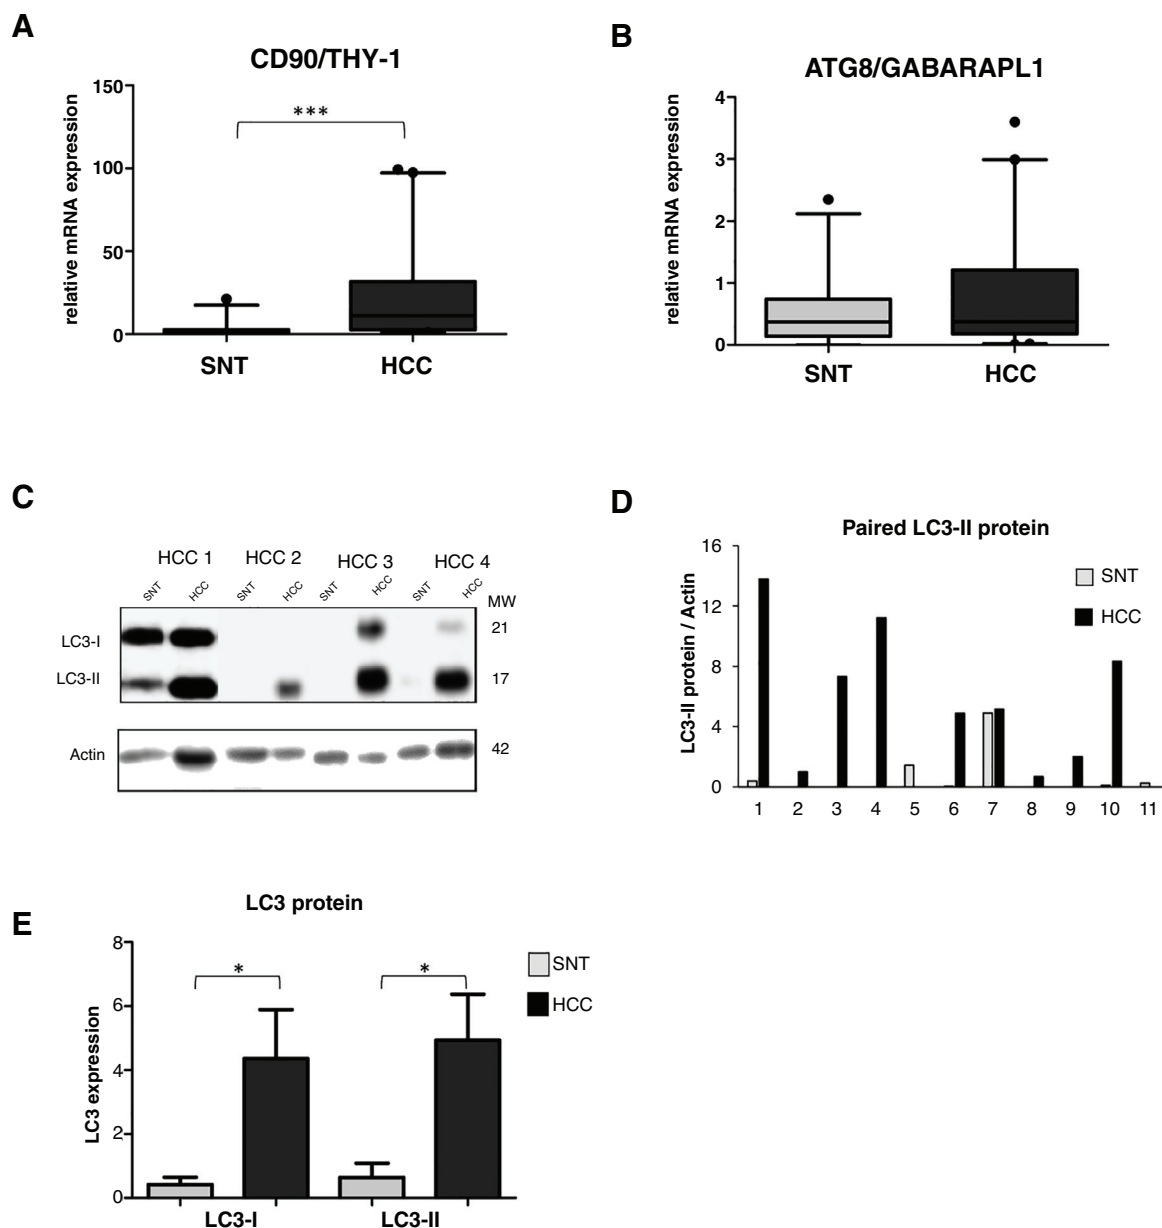 A
CD90/THY-1
relative mRNA expression
150
100
50
0
***
SNT
HCC
B
ATG8/GABARAPL1
relative mRNA expression
4
3
2
1
0
SNT
HCC
C
HCC 1
HCC 2
HCC 3
HCC 4
SNT
HCC
SNT
HCC
SNT
HCC
SNT
HCC
MW
LC3-I
21
LC3-II
17
Actin
42
D
Paired LC3-II protein
LC3-II protein / Actin
16
12
8
4
0
SNT
HCC
1 2 3 4 5 6 7 8 9 10 11
E
LC3 protein
LC3 expression
8
6
4
2
0
*
*
SNT
HCC
LC3-I
LC3-II